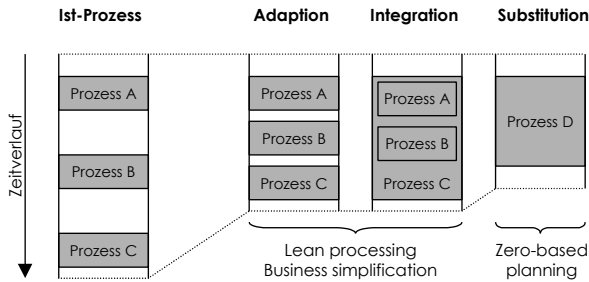 Ist-Prozess
Adaption
Integration
Substitution
Zeitverlauf
Prozess A
Prozess B
Prozess C
Prozess A
Prozess B
Prozess C
Prozess A
Prozess B
Prozess C
Prozess D
Lean processing
Business simplification
Zero-based
planning